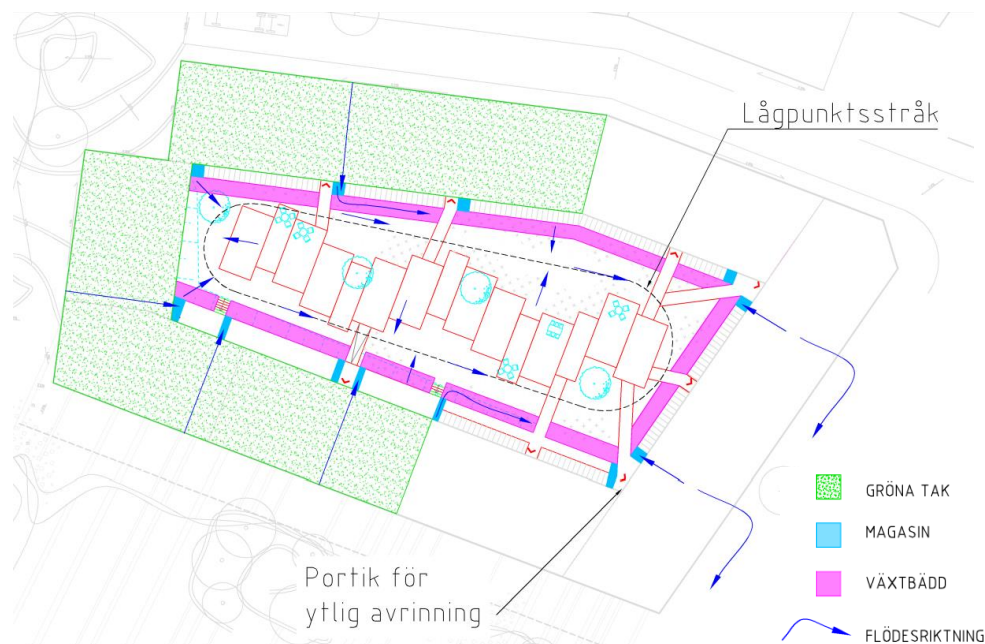 Lågpunktsstråk
GRÖNA TAK
MAGASIN
VÄXTBÄDD
FLÖDESRIKTNING
Portik för
ytlig avrinning